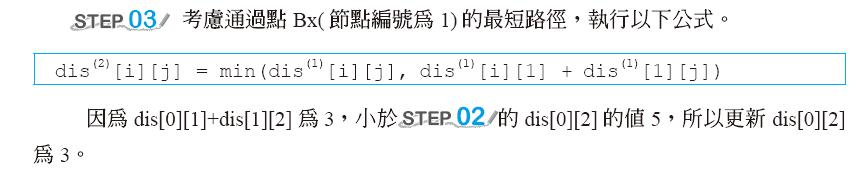 STEP 03 考慮通過點 Bx( 節點編號爲 1) 的最短路徑，執行以下公式。
dis⁽²⁾[i][j] = min(dis⁽¹⁾[i][j], dis⁽¹⁾[i][1] + dis⁽¹⁾[1][j])
因爲 dis[0][1]+dis[1][2] 爲 3，小於 STEP 02 的 dis[0][2] 的値 5，所以更新 dis[0][2]
爲 3。